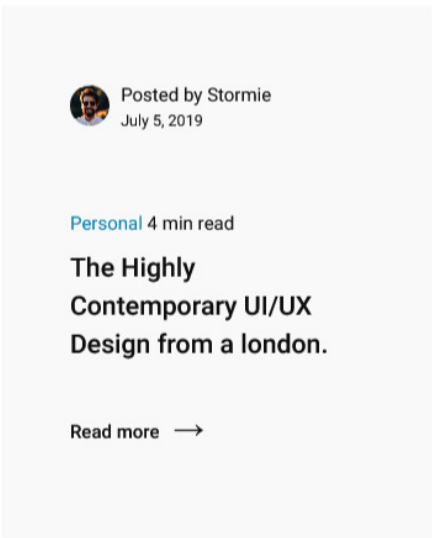 Posted by Stormie
July 5, 2019
Personal 4 min read
The Highly
Contemporary UI/UX
Design from a london.
Read more